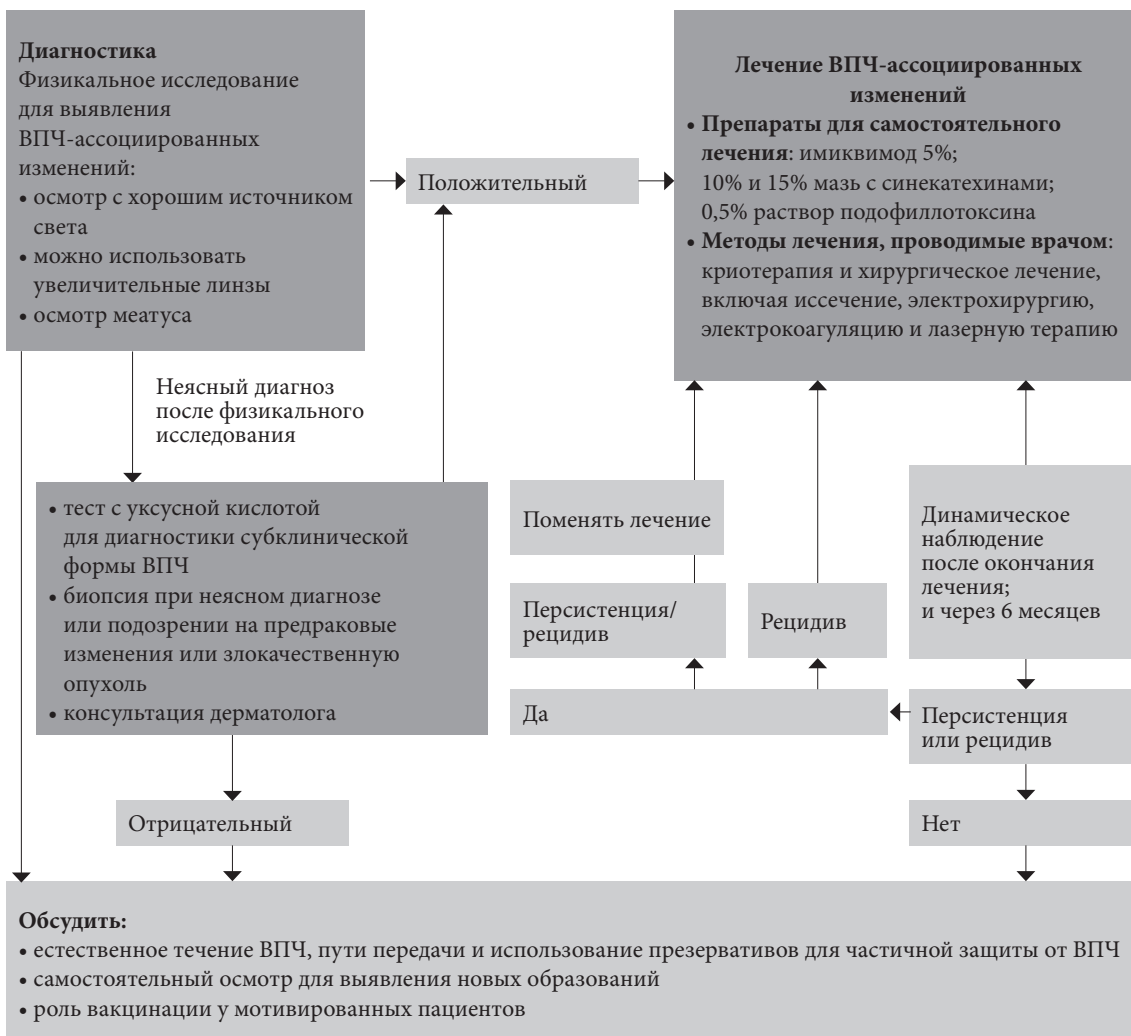 Диагностика
Физикальное исследование
для выявления
ВПЧ-ассоциированных
изменений:
• осмотр с хорошим источником
света
• можно использовать
увеличительные линзы
• осмотр меатуса
Положительный
Лечение ВПЧ-ассоциированных
изменений
• Препараты для самостоятельного
лечения: имиквимод 5%;
10% и 15% мазь с синекатехинами;
0,5% раствор подофиллотоксина
• Методы лечения, проводимые врачом:
криотерапия и хирургическое лечение,
включая иссечение, электрохирургию,
электрокоагуляцию и лазерную терапию
Неясный диагноз
после физикального
исследования
• тест с уксусной кислотой
для диагностики субклинической
формы ВПЧ
• биопсия при неясном диагнозе
или подозрении на предраковые
изменения или злокачественную
опухоль
• консультация дерматолога
Поменять лечение
Персистенция/
рецидив
Рецидив
Динамическое
наблюдение
после окончания
лечения;
и через 6 месяцев
Да
Персистенция
или рецидив
Отрицательный
Нет
Обсудить:
• естественное течение ВПЧ, пути передачи и использование презервативов для частичной защиты от ВПЧ
• самостоятельный осмотр для выявления новых образований
• роль вакцинации у мотивированных пациентов